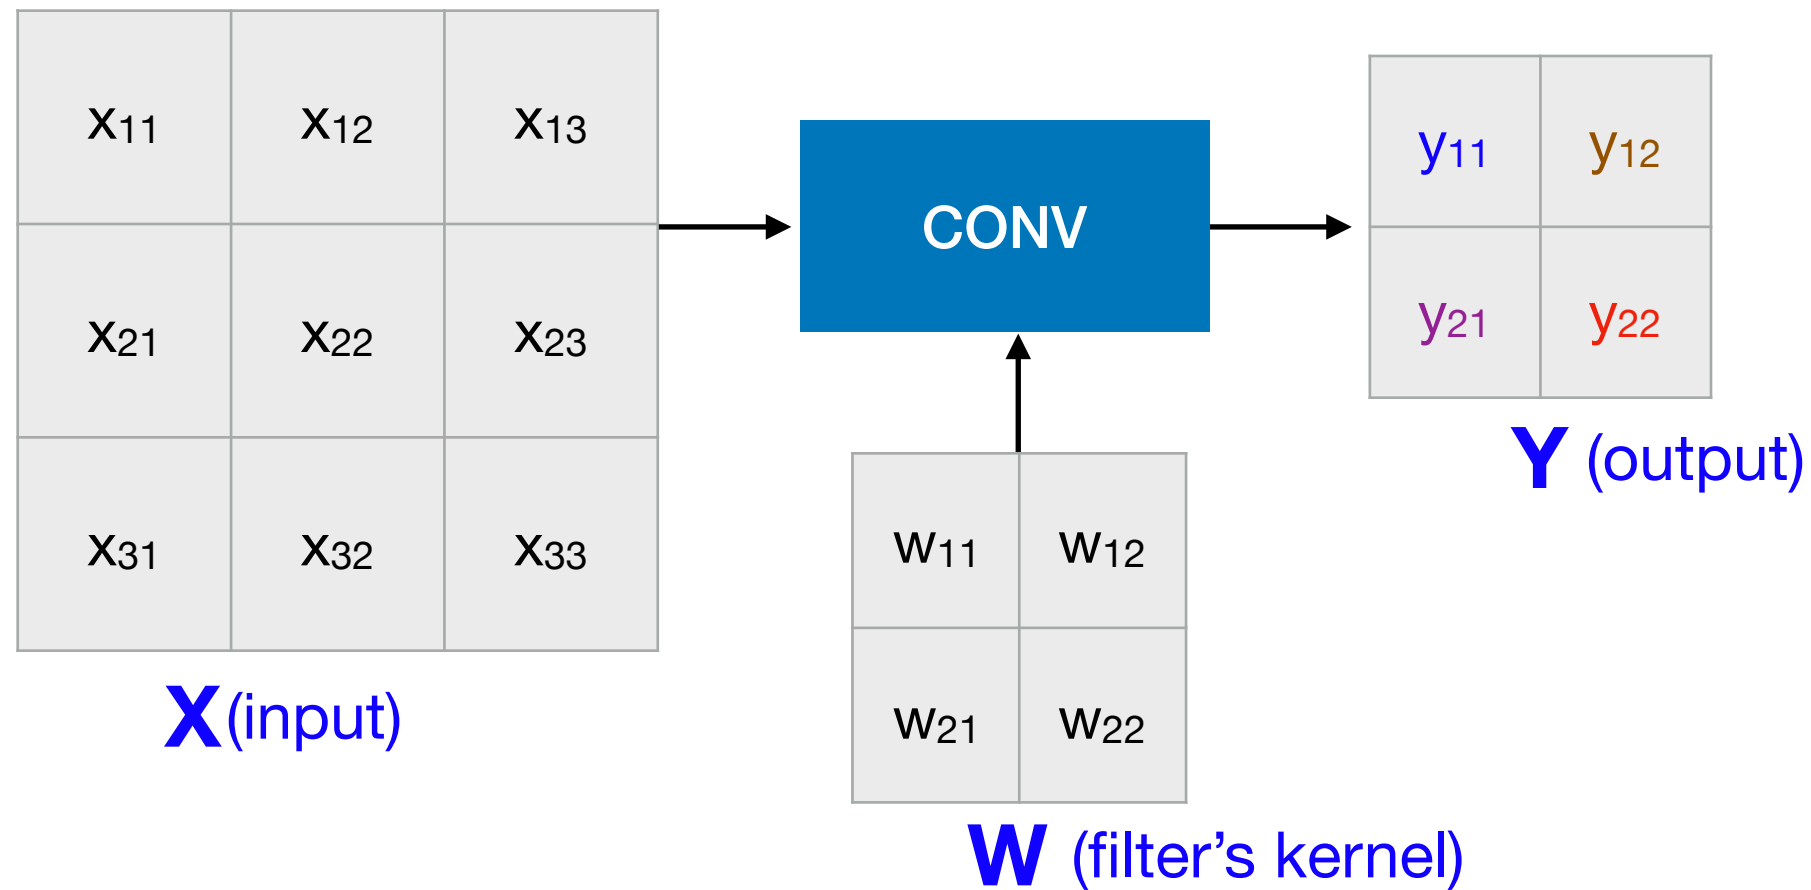 x11 x12 x13
x21 x22 x23
x31 x32 x33
X (input)
CONV
w11 w12
w21 w22
W (filter's kernel)
y11 y12
y21 y22
Y (output)